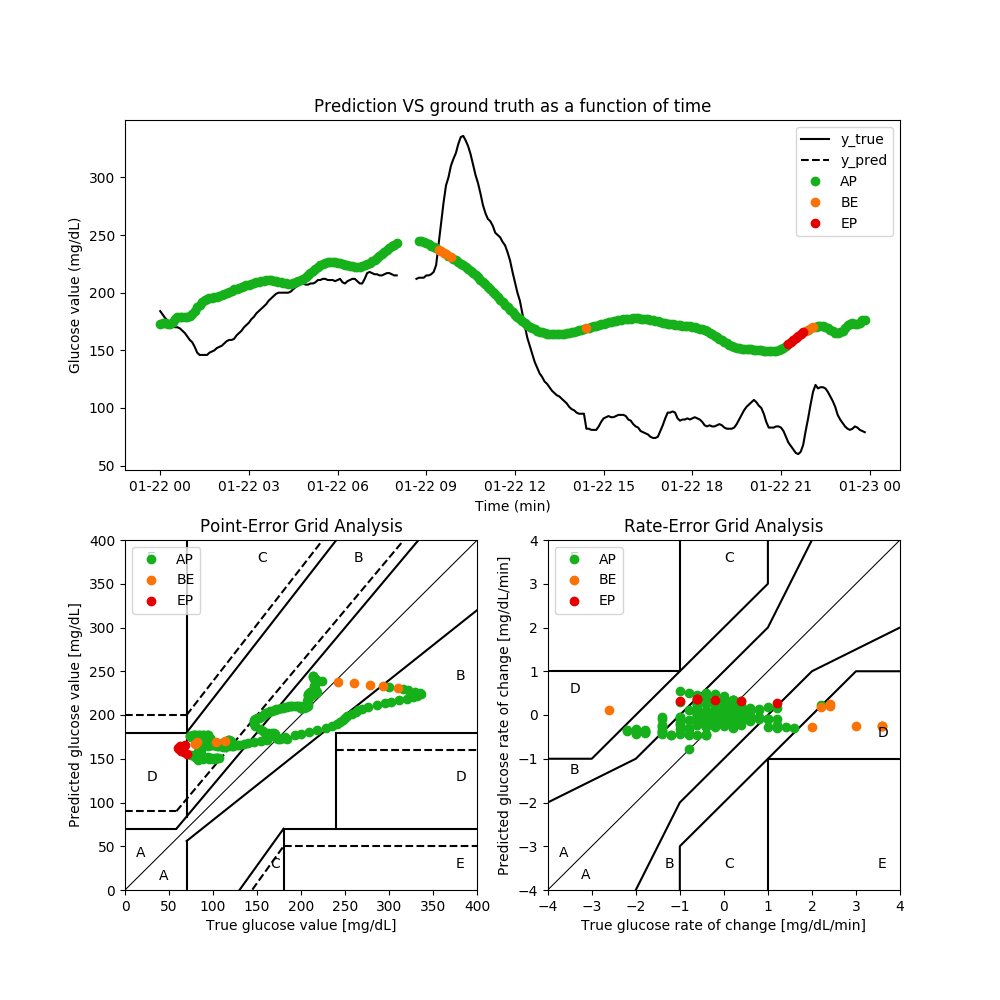 Prediction VS ground truth as a function of time
Glucose value (mg/dL)
300
250
200
150
100
50
y_true
y_pred
AP
BE
EP
01-22 00 01-22 03 01-22 06 01-22 09 01-22 12 01-22 15 01-22 18 01-22 21 01-23 00
Time (min)
Point-Error Grid Analysis
Predicted glucose value [mg/dL]
400
350
300
250
200
150
100
50
0
AP
BE
EP
C
B
B
D
D
A
A
C
E
0 50 100 150 200 250 300 350 400
True glucose value [mg/dL]
Rate-Error Grid Analysis
Predicted glucose rate of change [mg/dL/min]
4
3
2
1
0
−1
−2
−3
−4
AP
BE
EP
C
D
D
B
A
A
B
C
E
−4 −3 −2 −1 0 1 2 3 4
True glucose rate of change [mg/dL/min]